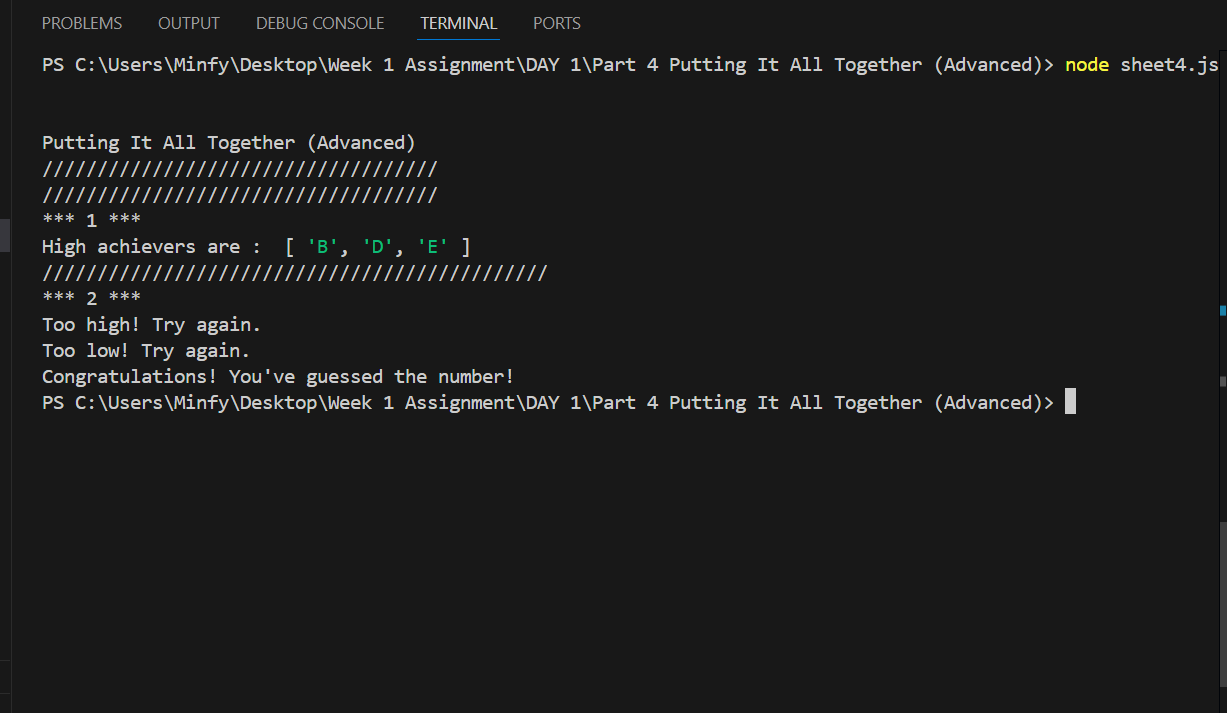 PROBLEMS OUTPUT DEBUG CONSOLE TERMINAL PORTS
PS C:\Users\Minfy\Desktop\Week 1 Assignment\DAY 1\Part 4 Putting It All Together (Advanced)> node sheet4.js
Putting It All Together (Advanced)
////////////////////////////////////
////////////////////////////////////
*** 1 ***
High achievers are :  [ 'B', 'D', 'E' ]
//////////////////////////////////////////////
*** 2 ***
Too high! Try again.
Too low! Try again.
Congratulations! You've guessed the number!
PS C:\Users\Minfy\Desktop\Week 1 Assignment\DAY 1\Part 4 Putting It All Together (Advanced)>